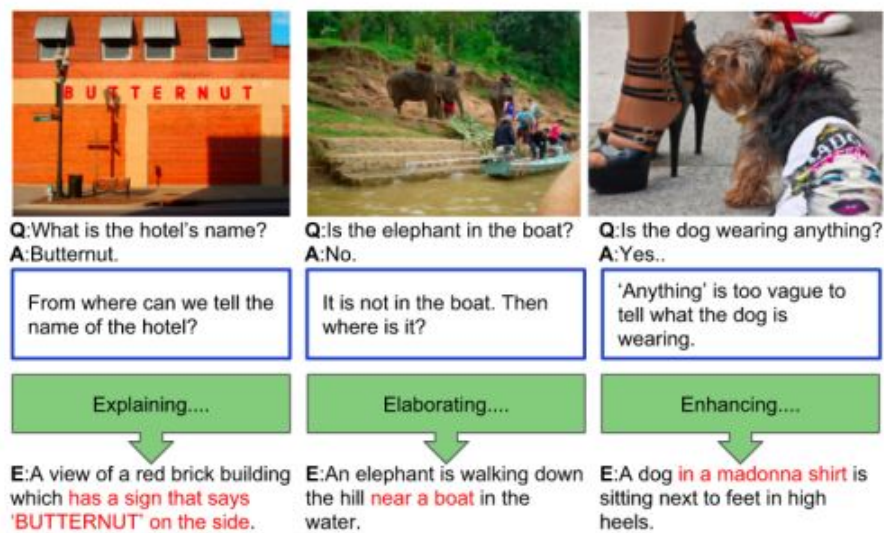 BUTTERNUT
Q:What is the hotel's name?
A:Butternut.
From where can we tell the
name of the hotel?
Explaining....
E:A view of a red brick building
which has a sign that says
'BUTTERNUT' on the side.
Q:Is the elephant in the boat?
A:No.
It is not in the boat. Then
where is it?
Elaborating....
E:An elephant is walking down
the hill near a boat in the
water.
Q:Is the dog wearing anything?
A:Yes..
'Anything' is too vague to
tell what the dog is
wearing.
Enhancing....
E:A dog in a madonna shirt is
sitting next to feet in high
heels.